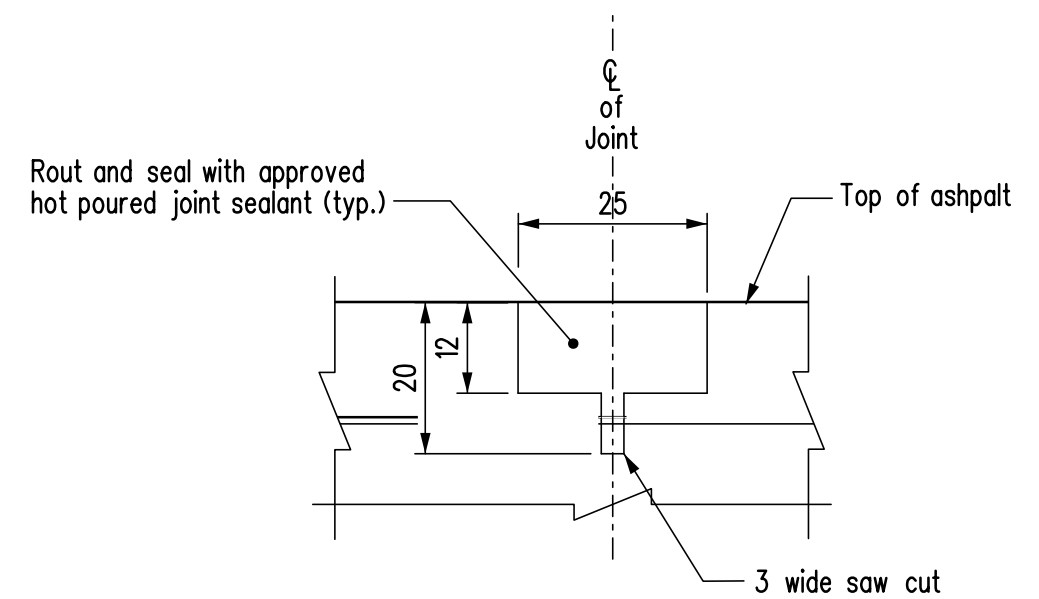 ℄
of
Joint
Rout and seal with approved
hot poured joint sealant (typ.)
25
Top of ashpalt
12
20
3 wide saw cut